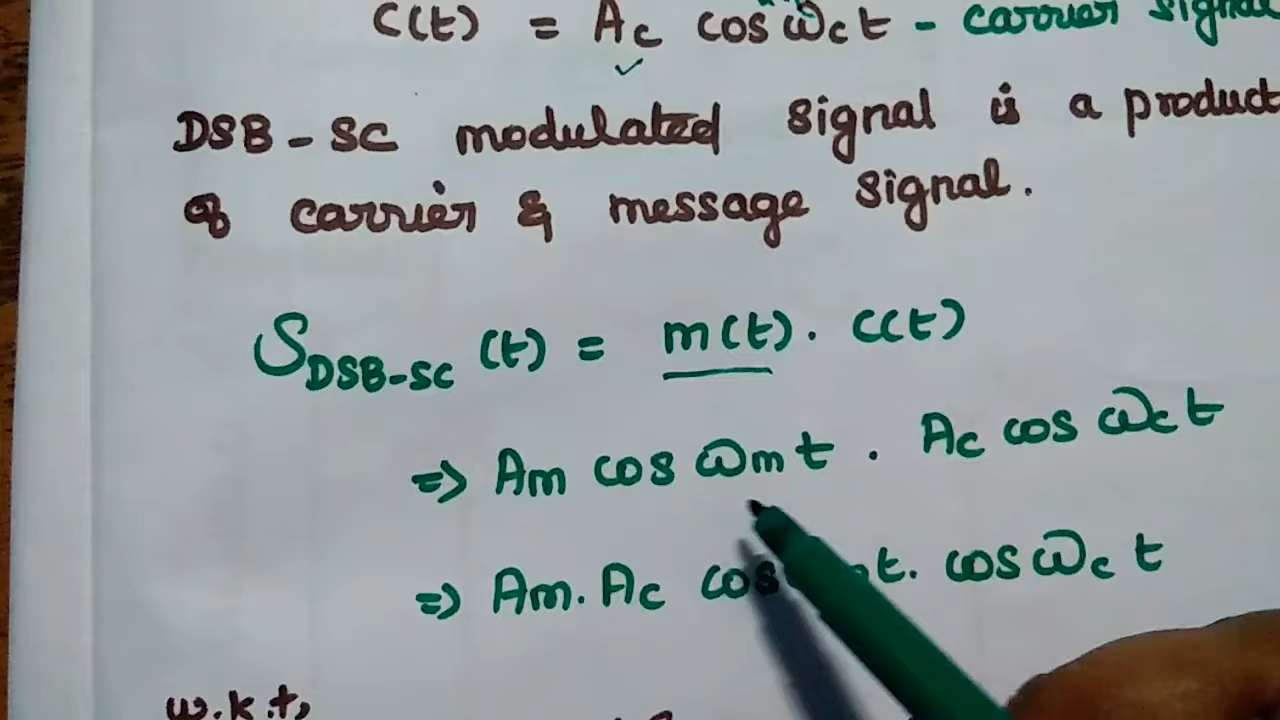 C(t) = Ac cos ωct - carrier signal
DSB-SC modulated signal is a product
of carrier & message signal.
SDSB-SC (t) = m(t). C(t)
=> Am cos ωmt . Ac cos ωct
=> Am. Ac cos t. cos ωct
w.k.t,